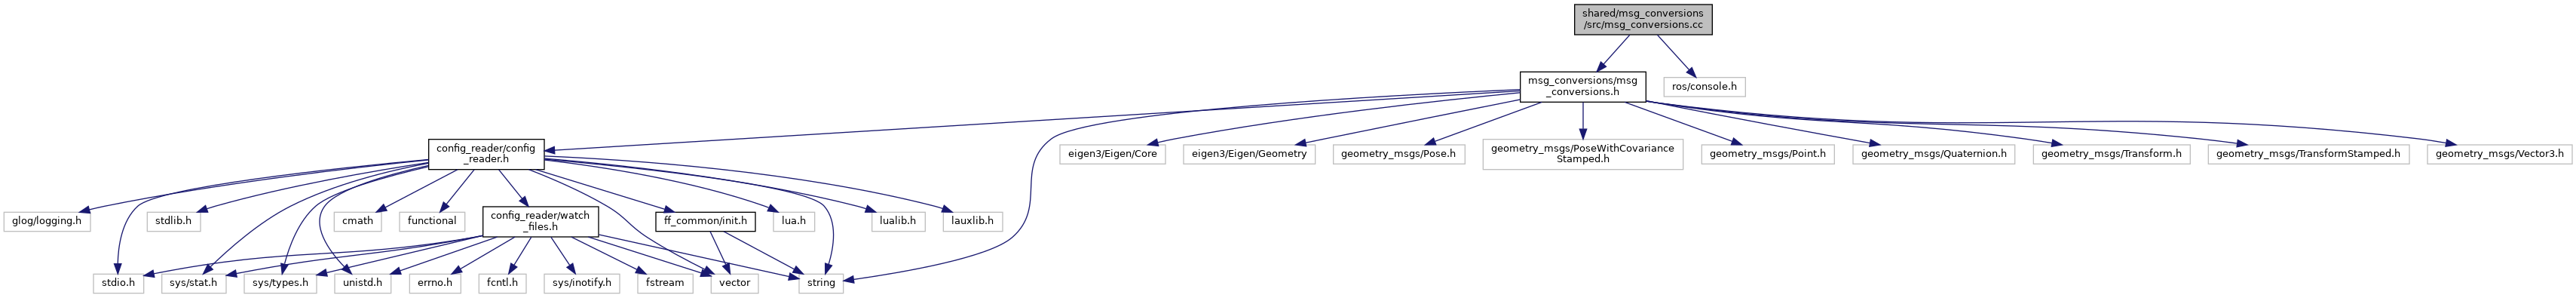 shared/msg_conversions
/src/msg_conversions.cc
msg_conversions/msg
_conversions.h
ros/console.h
config_reader/config
_reader.h
eigen3/Eigen/Core
eigen3/Eigen/Geometry
geometry_msgs/Pose.h
geometry_msgs/PoseWithCovariance
Stamped.h
geometry_msgs/Point.h
geometry_msgs/Quaternion.h
geometry_msgs/Transform.h
geometry_msgs/TransformStamped.h
geometry_msgs/Vector3.h
glog/logging.h
stdlib.h
cmath
functional
config_reader/watch
_files.h
ff_common/init.h
lua.h
lualib.h
lauxlib.h
stdio.h
sys/stat.h
sys/types.h
unistd.h
errno.h
fcntl.h
sys/inotify.h
fstream
vector
string